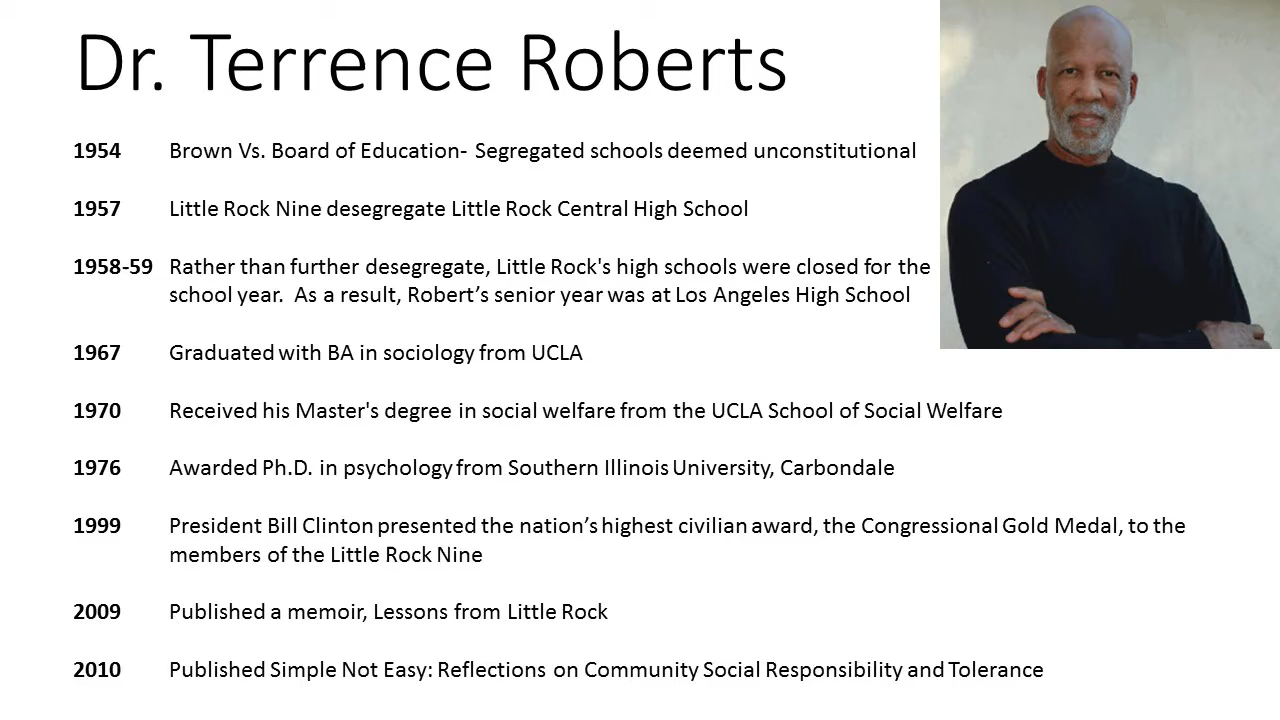 Dr. Terrence Roberts
1954 Brown Vs. Board of Education- Segregated schools deemed unconstitutional
1957 Little Rock Nine desegregate Little Rock Central High School
1958-59 Rather than further desegregate, Little Rock's high schools were closed for the
school year. As a result, Robert’s senior year was at Los Angeles High School
1967 Graduated with BA in sociology from UCLA
1970 Received his Master's degree in social welfare from the UCLA School of Social Welfare
1976 Awarded Ph.D. in psychology from Southern Illinois University, Carbondale
1999 President Bill Clinton presented the nation’s highest civilian award, the Congressional Gold Medal, to the
members of the Little Rock Nine
2009 Published a memoir, Lessons from Little Rock
2010 Published Simple Not Easy: Reflections on Community Social Responsibility and Tolerance